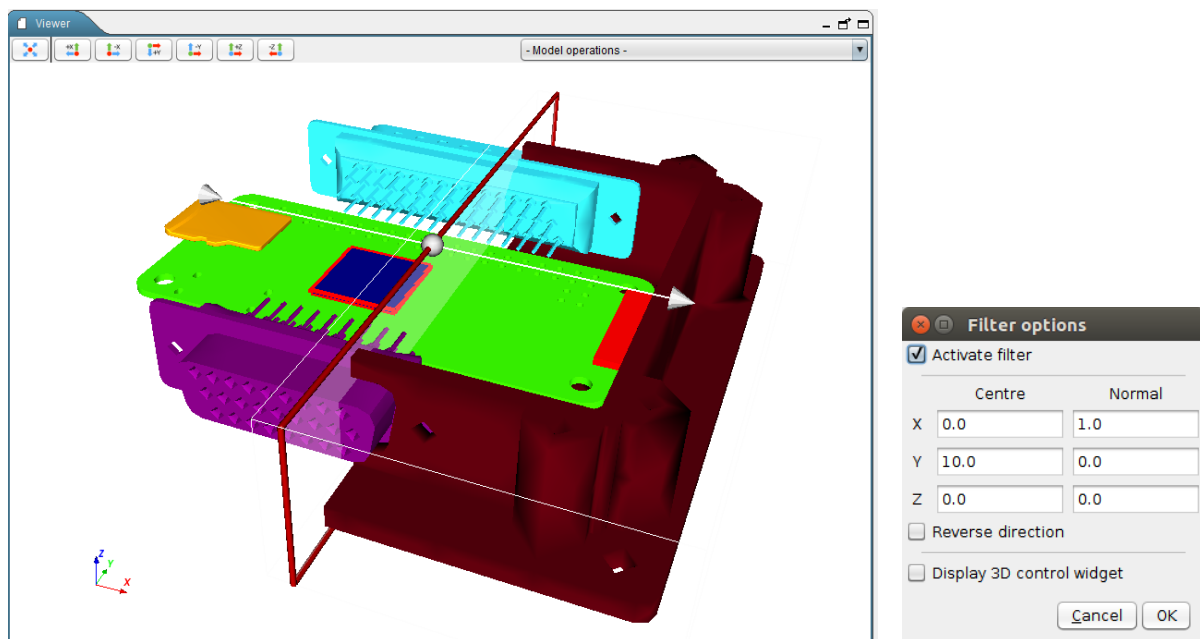 Viewer
+X -X +Y -Y +Z -Z - Model operations -
Z
Y
X
Filter options
Activate filter
Centre Normal
X 0.0 1.0
Y 10.0 0.0
Z 0.0 0.0
Reverse direction
Display 3D control widget
Cancel OK